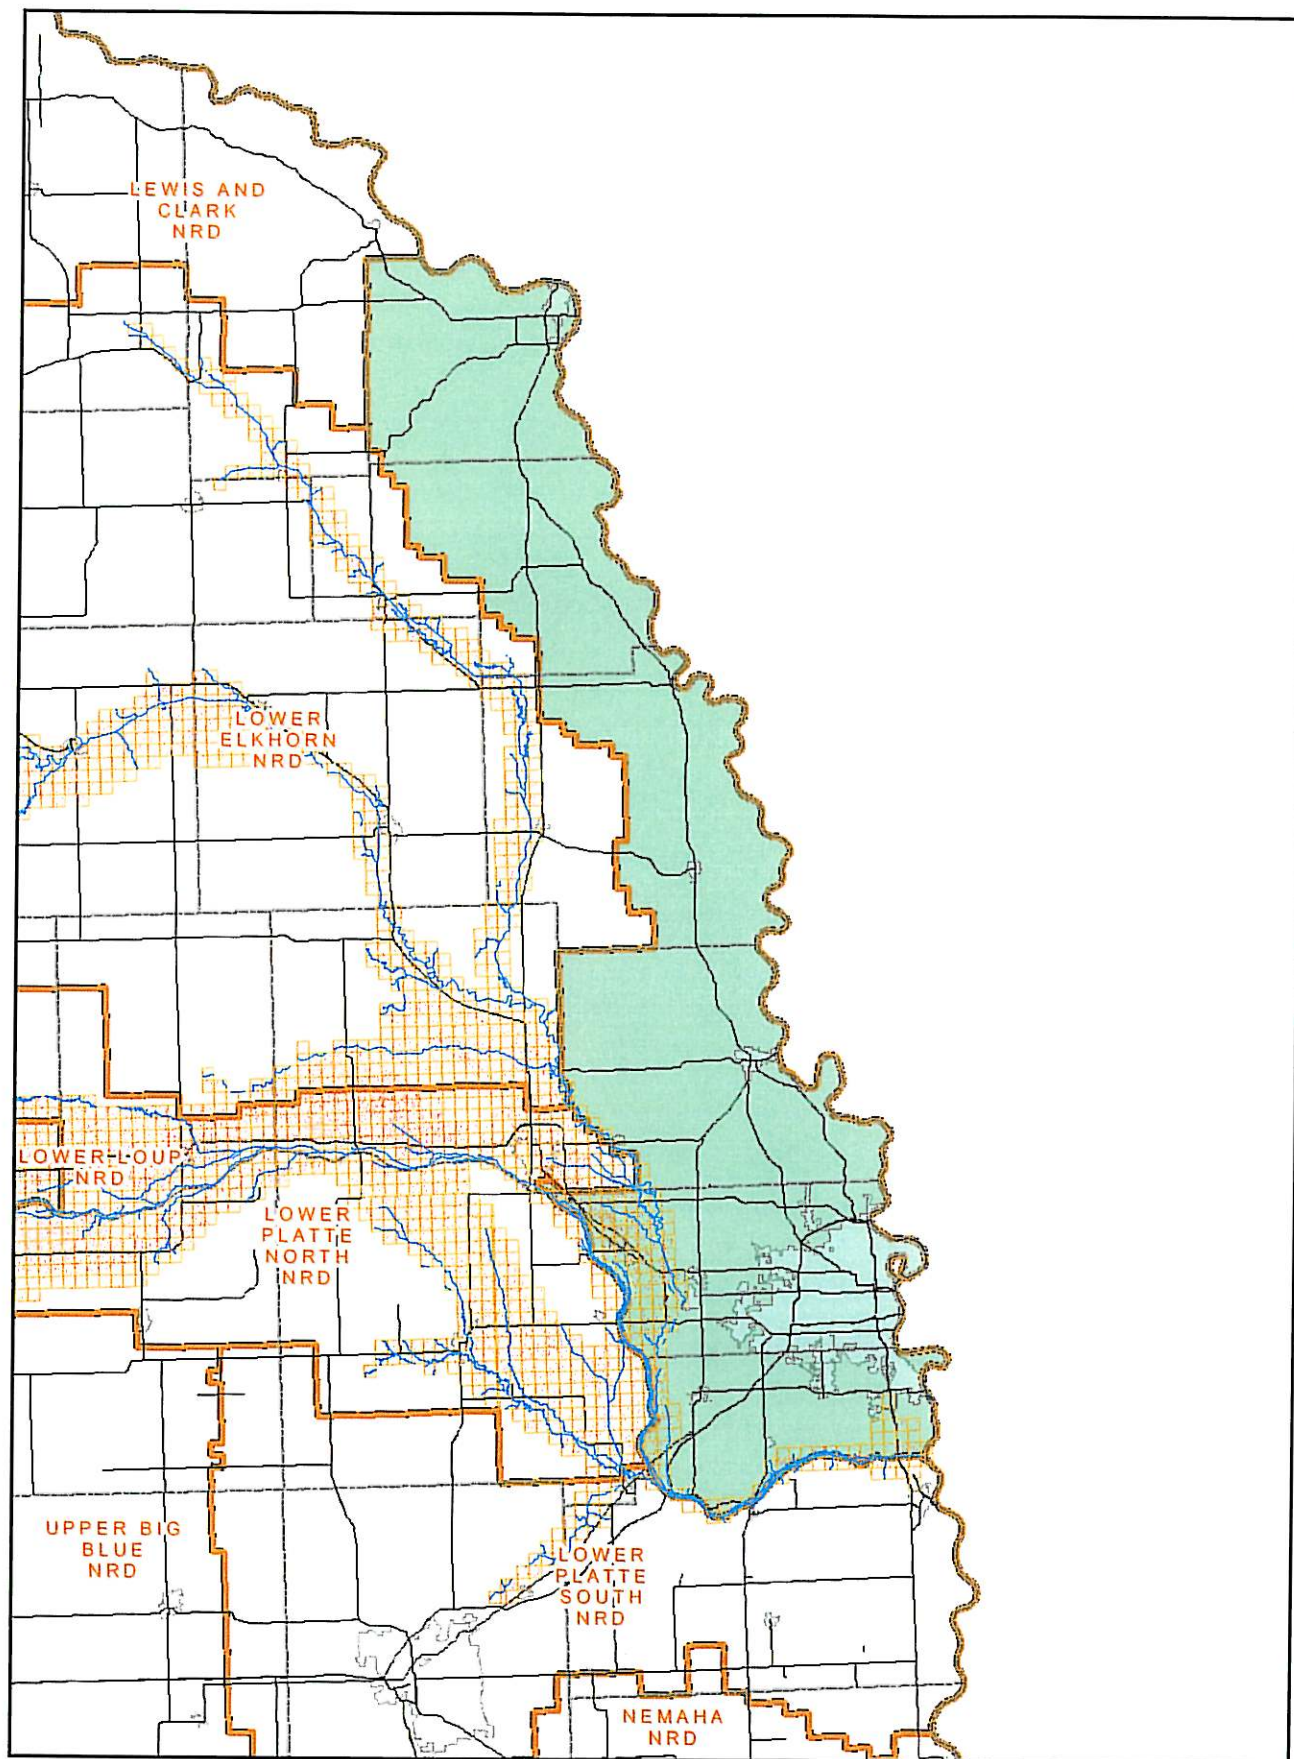 LEWIS AND
CLARK
NRD
LOWER
ELKHORN
NRD
LOWER LOUP
NRD
LOWER
PLATTE
NORTH
NRD
UPPER BIG
BLUE
NRD
LOWER
PLATTE
SOUTH
NRD
NEMAHA
NRD